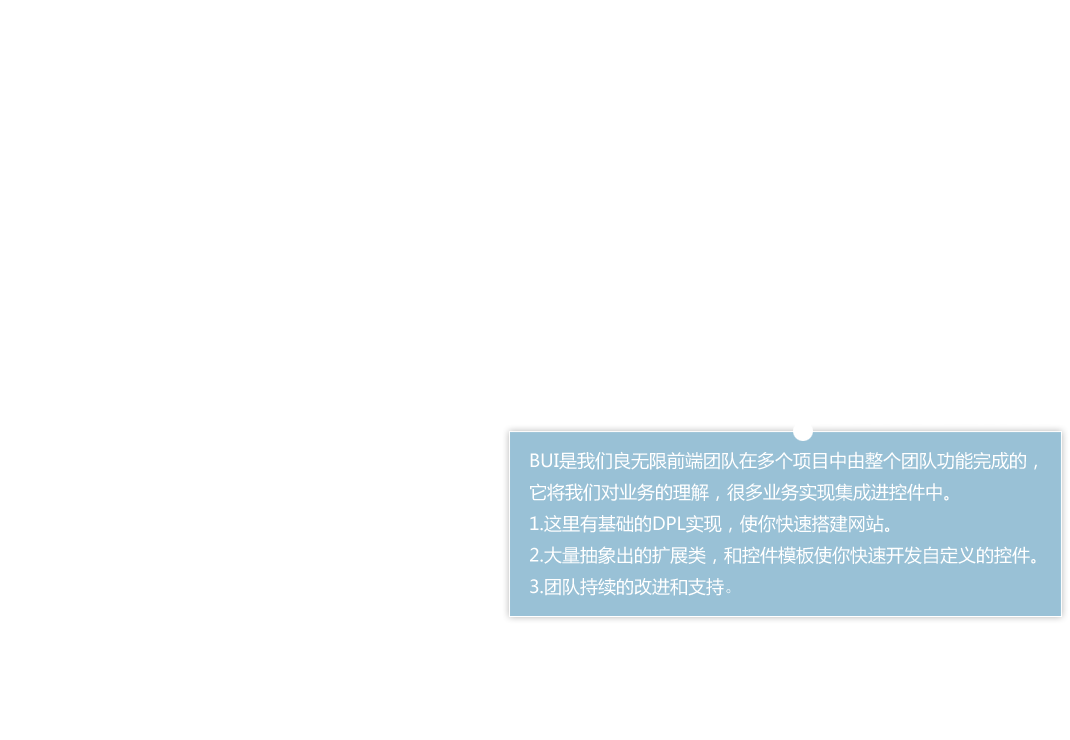 BUI是我们良无限前端团队在多个项目中由整个团队功能完成的，
它将我们对业务的理解，很多业务实现集成进控件中。
1.这里有基础的DPL实现，使你快速搭建网站。
2.大量抽象出的扩展类，和控件模板使你快速开发自定义的控件。
3.团队持续的改进和支持。